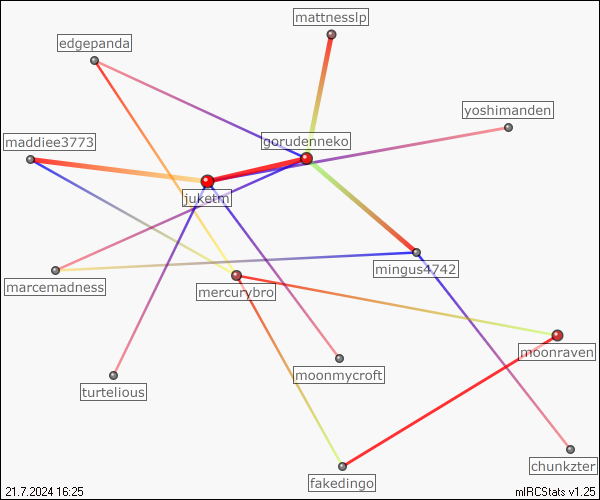 mattnesslp
edgepanda
yoshimanden
maddiee3773
gorudenneko
juketm
mingus4742
marcemadness
mercurybro
moonraven
moonmycroft
turtelious
chunkzter
fakedingo
21.7.2024 16:25
mIRCStats v1.25